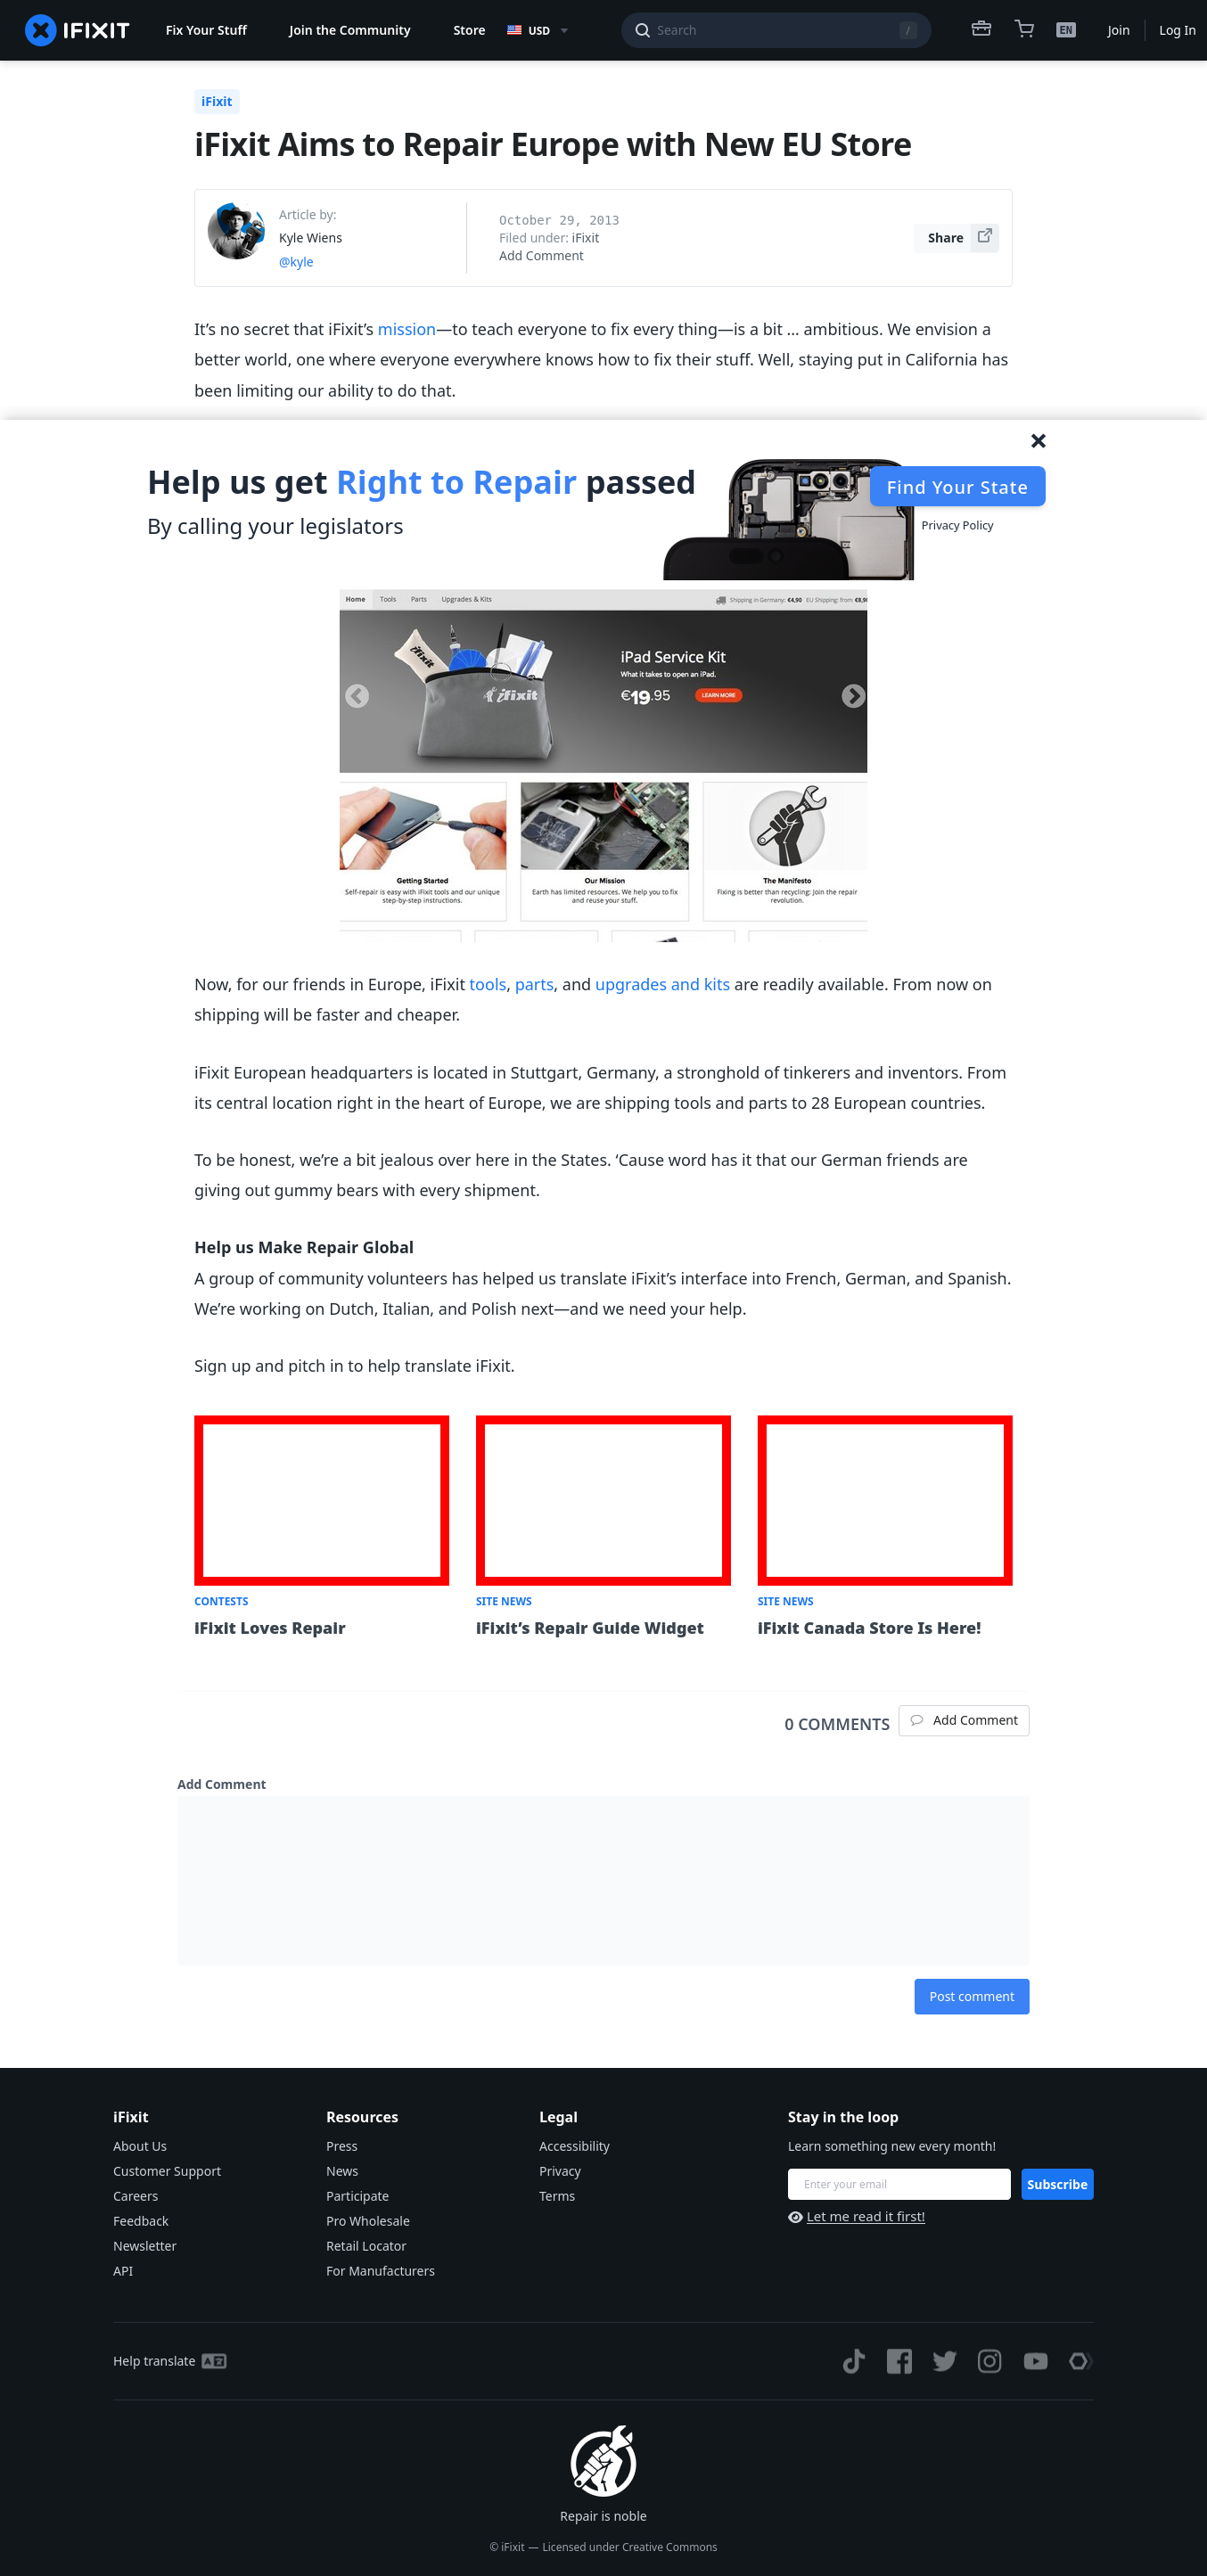 IFIXIT
Fix Your Stuff
Join the Community
Store
USD
Search
/
EN
Join
Log In
iFixit
iFixit Aims to Repair Europe with New EU Store
Article by:
Kyle Wiens
@kyle
October 29, 2013
Filed under: iFixit
Add Comment
Share
It’s no secret that iFixit’s mission—to teach everyone to fix every thing—is a bit … ambitious. We envision a
better world, one where everyone everywhere knows how to fix their stuff. Well, staying put in California has
been limiting our ability to do that.
Help us get Right to Repair passed
By calling your legislators
Find Your State
Privacy Policy
Home
Tools
Parts
Upgrades & Kits
Shipping in Germany: €4,90 EU Shipping: from €8,90
iFixit
iFixit
iPad Service Kit
What it takes to open an iPad.
€19.95
LEARN MORE
Getting Started
Self-repair is easy with iFixit tools and our unique
step-by-step instructions.
Our Mission
Earth has limited resources. We help you to fix
and reuse your stuff.
The Manifesto
Fixing is better than recycling: Join the repair
revolution.
Now, for our friends in Europe, iFixit tools, parts, and upgrades and kits are readily available. From now on
shipping will be faster and cheaper.
iFixit European headquarters is located in Stuttgart, Germany, a stronghold of tinkerers and inventors. From
its central location right in the heart of Europe, we are shipping tools and parts to 28 European countries.
To be honest, we’re a bit jealous over here in the States. ‘Cause word has it that our German friends are
giving out gummy bears with every shipment.
Help us Make Repair Global
A group of community volunteers has helped us translate iFixit’s interface into French, German, and Spanish.
We’re working on Dutch, Italian, and Polish next—and we need your help.
Sign up and pitch in to help translate iFixit.
CONTESTS
iFixit Loves Repair
SITE NEWS
iFixit’s Repair Guide Widget
SITE NEWS
iFixit Canada Store Is Here!
0 COMMENTS
Add Comment
Add Comment
Post comment
iFixit
About Us
Customer Support
Careers
Feedback
Newsletter
API
Resources
Press
News
Participate
Pro Wholesale
Retail Locator
For Manufacturers
Legal
Accessibility
Privacy
Terms
Stay in the loop
Learn something new every month!
Enter your email
Subscribe
Let me read it first!
Help translate
Repair is noble
© iFixit — Licensed under Creative Commons